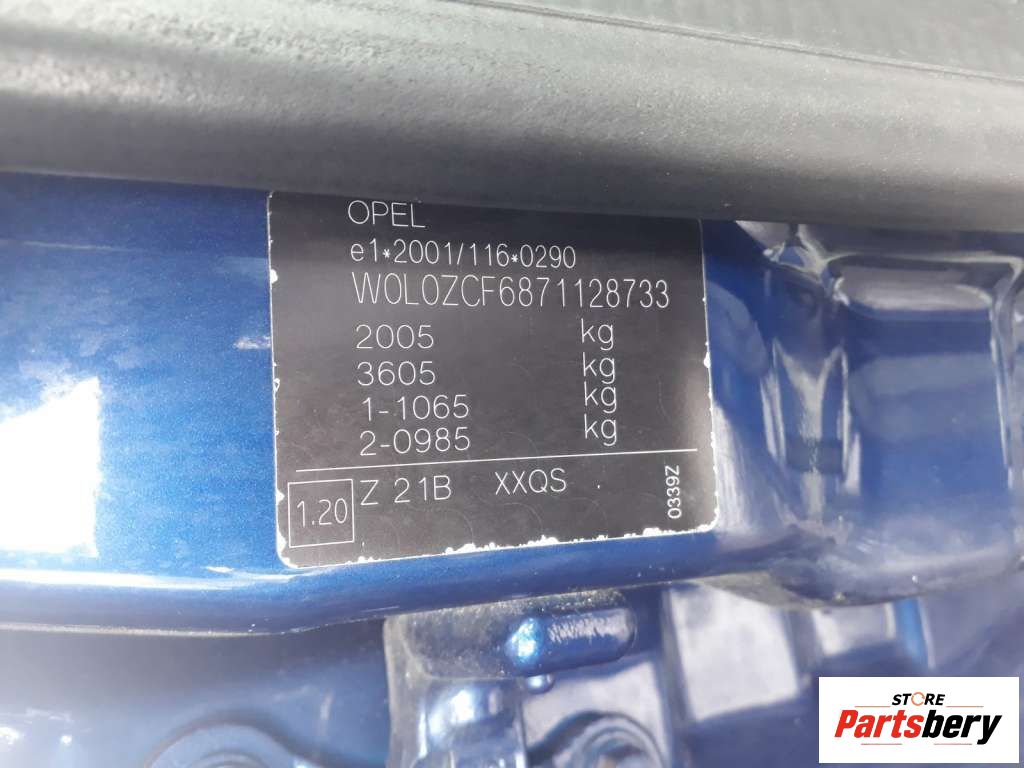 OPEL
e1*2001/116*0290
W0L0ZCF6871128733
2005 kg
3605 kg
1-1065 kg
2-0985 kg
1.20 Z 21B XXQS .
0339Z
STORE
Partsbery